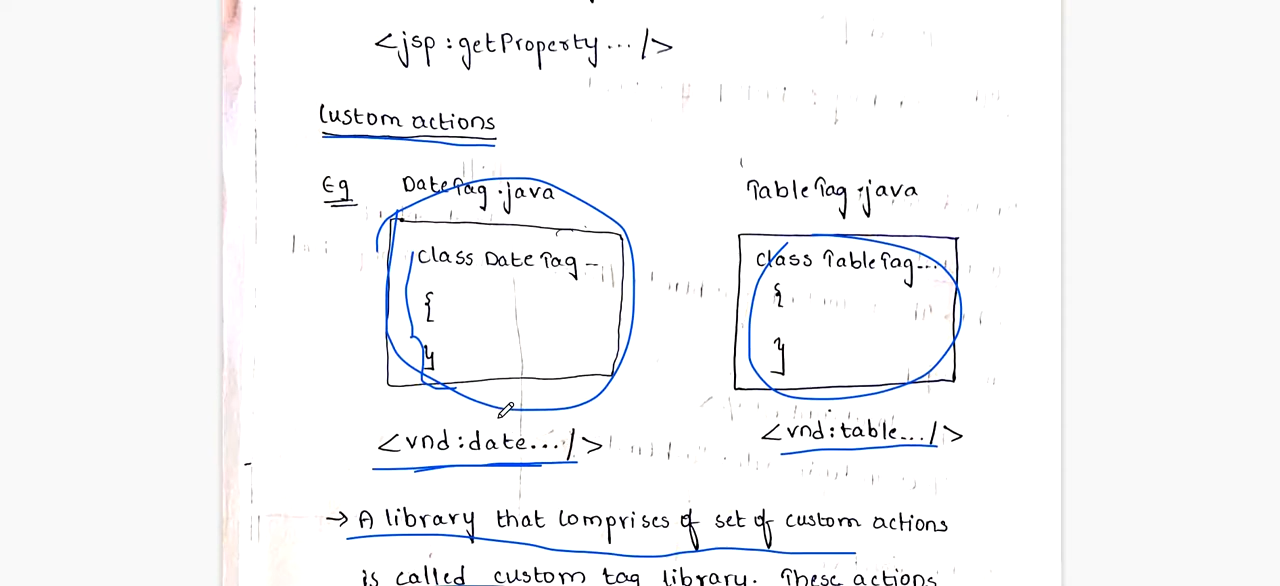 <jsp:getProperty... />
Custom actions
Eg DateTag.java TableTag.java
class DateTag – class TableTag...
{ {
} }
<vnd:date.../> <vnd:table.../>
→ A library that comprises of set of custom actions
is called custom tag library. These actions